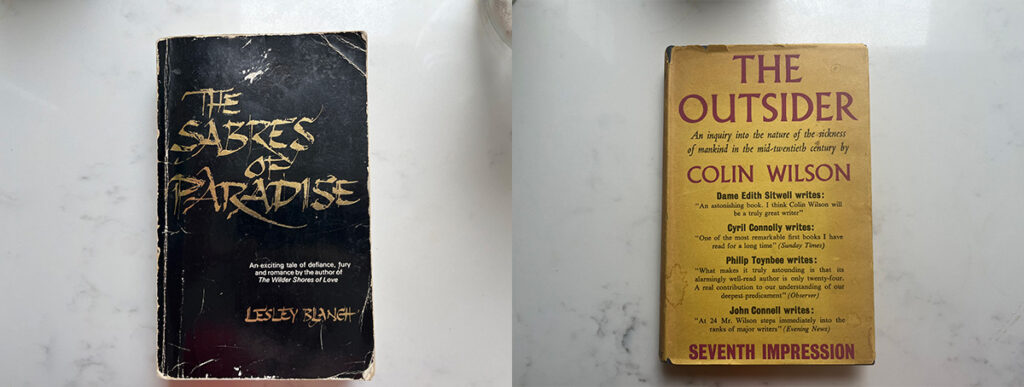 THE
SABRES
OF
PARADISE
An exciting tale of defiance, fury
and romance by the author of
The Wilder Shores of Love
LESLEY BLANCH
THE
OUTSIDER
An inquiry into the nature of the sickness
of mankind in the mid-twentieth century by
COLIN WILSON
Dame Edith Sitwell writes:
"An astonishing book. I think Colin Wilson will
be a truly great writer"
Cyril Connolly writes:
"One of the most remarkable first books I have
read for a long time" (Sunday Times)
Philip Toynbee writes:
"What makes it truly astounding is that its
alarmingly well-read author is only twenty-four.
A real contribution to our understanding of our
deepest predicament" (Observer)
John Connell writes:
"At 24 Mr. Wilson steps immediately into the
ranks of major writers" (Evening News)
SEVENTH IMPRESSION